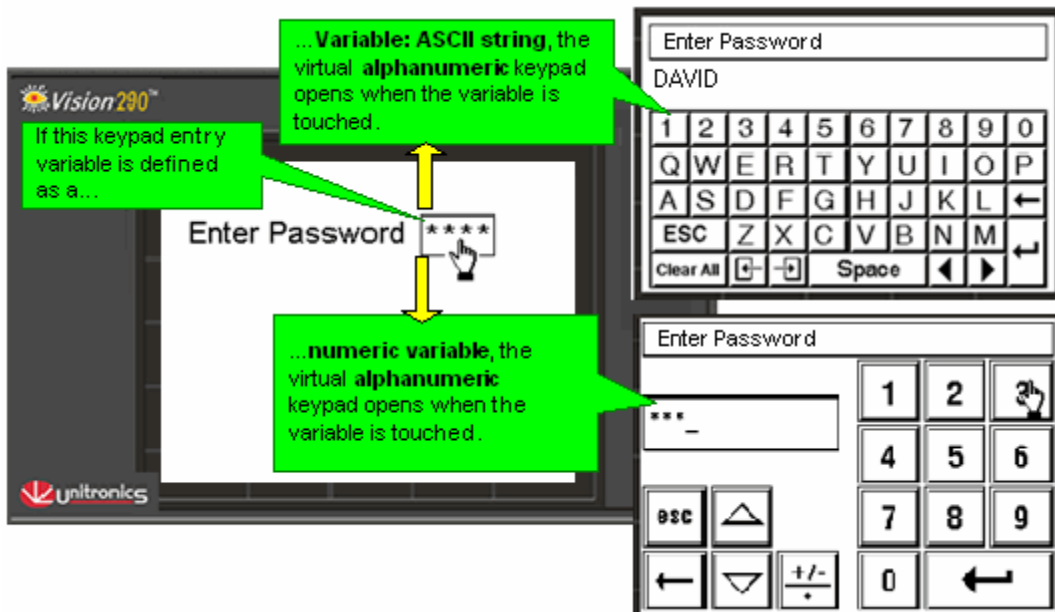 ...Variable: ASCII string, the
virtual alphanumeric keypad
opens when the variable is
touched.
Vision290™
If this keypad entry
variable is defined
as a...
Enter Password ****
...numeric variable, the
virtual alphanumeric
keypad opens when the
variable is touched.
unitronics
Enter Password
DAVID
1 2 3 4 5 6 7 8 9 0
Q W E R T Y U I O P
A S D F G H J K L ←
ESC Z X C V B N M ↵
Clear All Space ◀ ▶
Enter Password
***_
1 2 3
4 5 6
esc △ 7 8 9
← ▽ +/- . 0 ↵